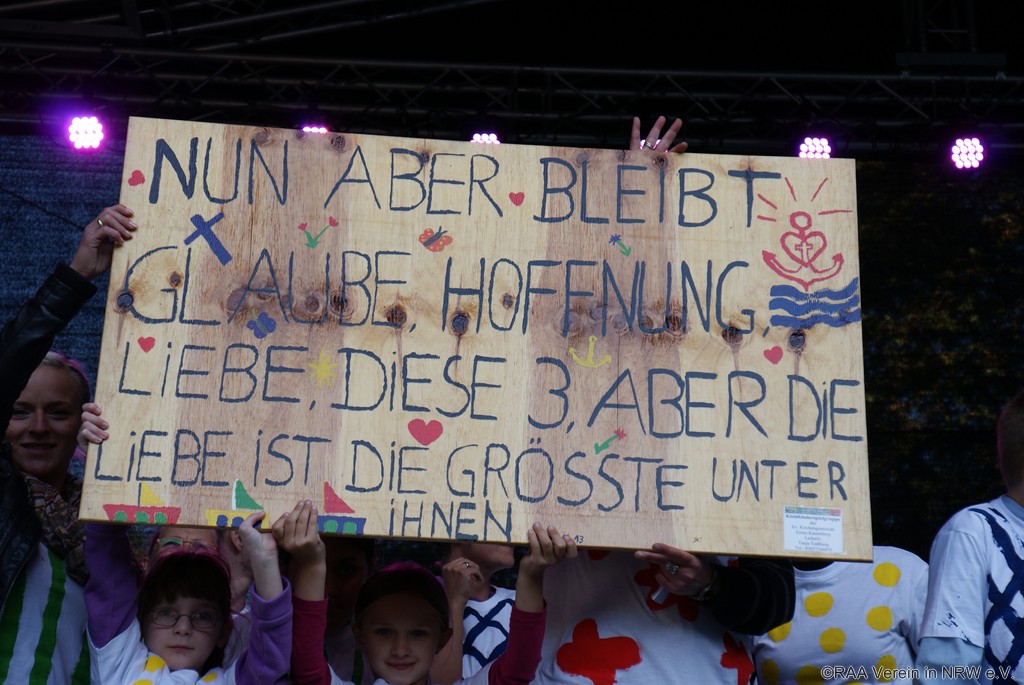 NUN ABER BLEIBT
GLAUBE, HOFFNUNG,
LIEBE, DIESE 3, ABER DIE
LIEBE IST DIE GRÖSSTE UNTER
IHNEN
13
©RAA Verein in NRW e.V.